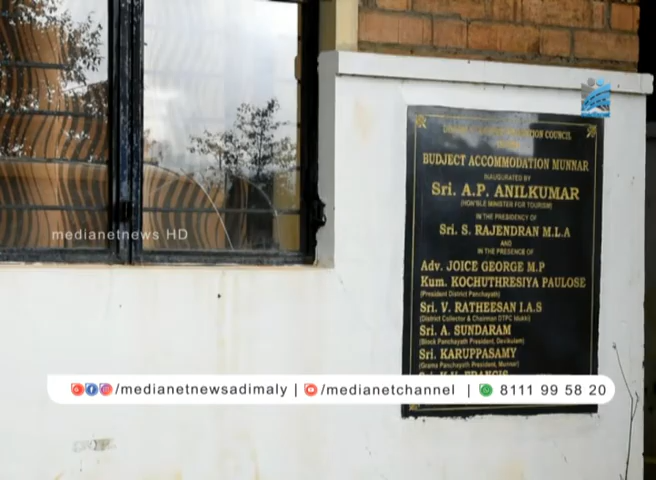 medianetnews HD
COUNCIL
BUDJECT ACCOMMODATION MUNNAR
INAUGURATED BY
Sri. A.P. ANILKUMAR
(HON'BLE MINISTER FOR TOURISM)
IN THE PRESIDENCY OF
Sri. S. RAJENDRAN M.L.A
AND
IN THE PRESENCE OF
Adv. JOICE GEORGE M.P
Kum. KOCHUTHRESIYA PAULOSE
(President District Panchayath)
Sri. V. RATHEESAN I.A.S
(District Collector & Chairman DTPC Idukki)
Sri. A. SUNDARAM
(Block Panchayath President, Devikulam)
Sri. KARUPPASAMY
(Grama Panchayath President, Munnar)
/medianetnewsadimaly | /medianetchannel | 8111 99 58 20